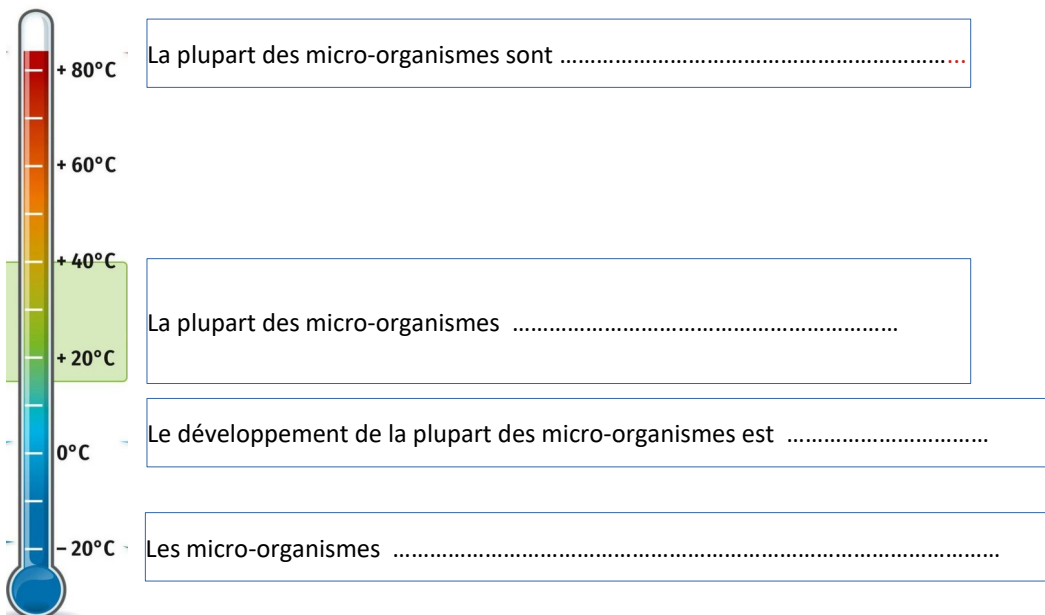 + 80°C
La plupart des micro-organismes sont ……………………………………………………
+ 60°C
+ 40°C
La plupart des micro-organismes ……………………………………………………
+ 20°C
Le développement de la plupart des micro-organismes est ……………………………
0°C
– 20°C
Les micro-organismes ……………………………………………………………………………………